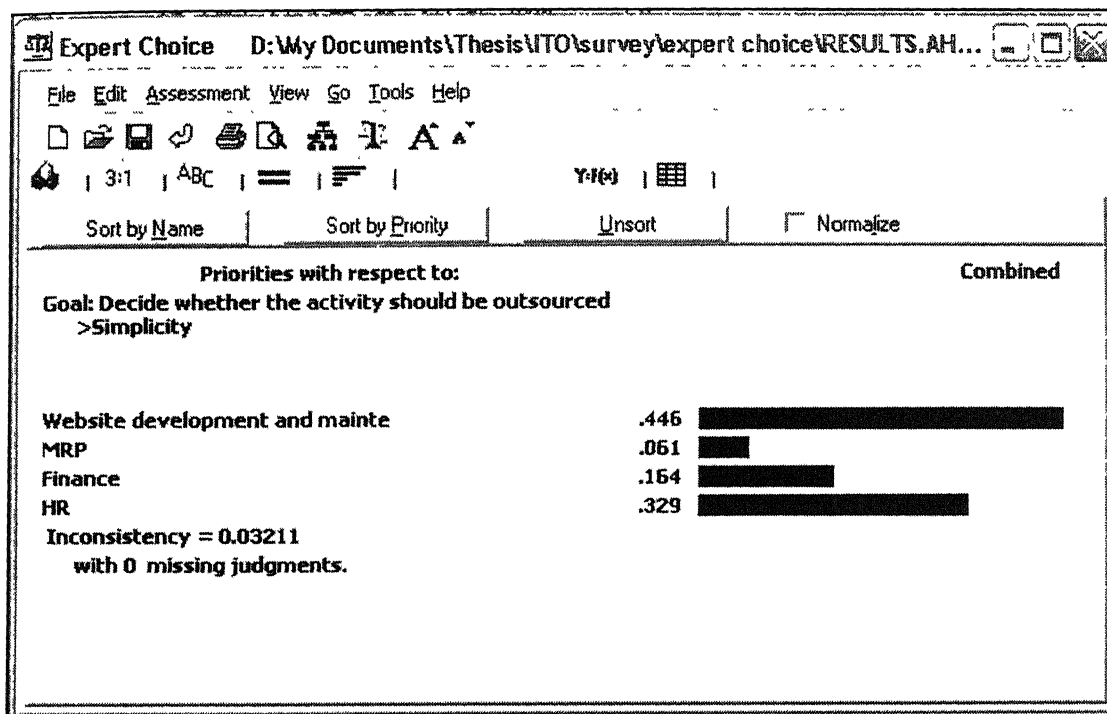 Expert Choice D:\My Documents\Thesis\ITO\survey\expert choice\RESULTS.AH...
File Edit Assessment View Go Tools Help
3:1 ABC Y=F(x)
Sort by Name Sort by Priority Unsort Normalize
Priorities with respect to: Combined
Goal: Decide whether the activity should be outsourced
>Simplicity
Website development and mainte .446
MRP .061
Finance .164
HR .329
Inconsistency = 0.03211
with 0 missing judgments.